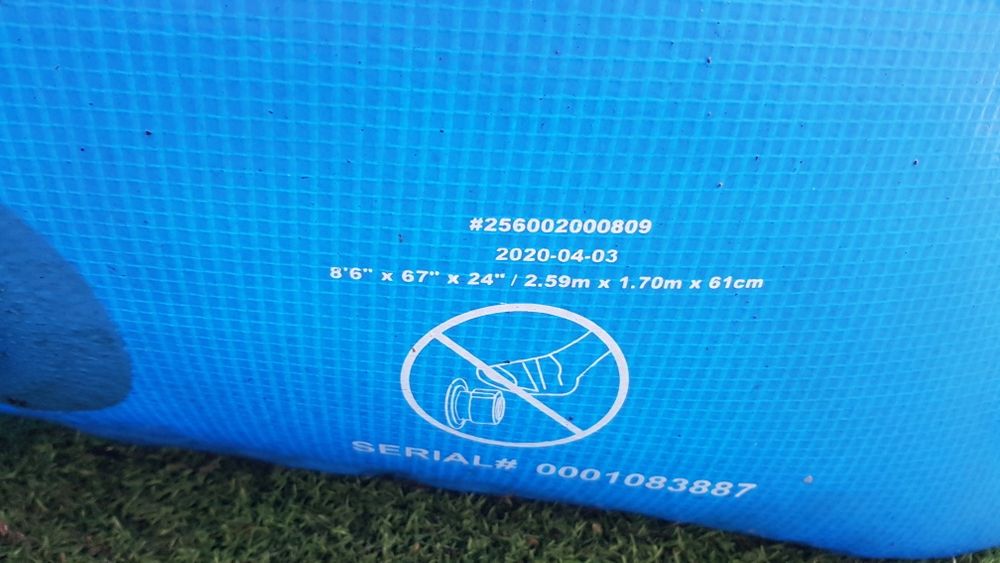 #256002000809
2020-04-03
8'6" x 67" x 24" / 2.59m x 1.70m x 61cm
SERIAL# 0001083887